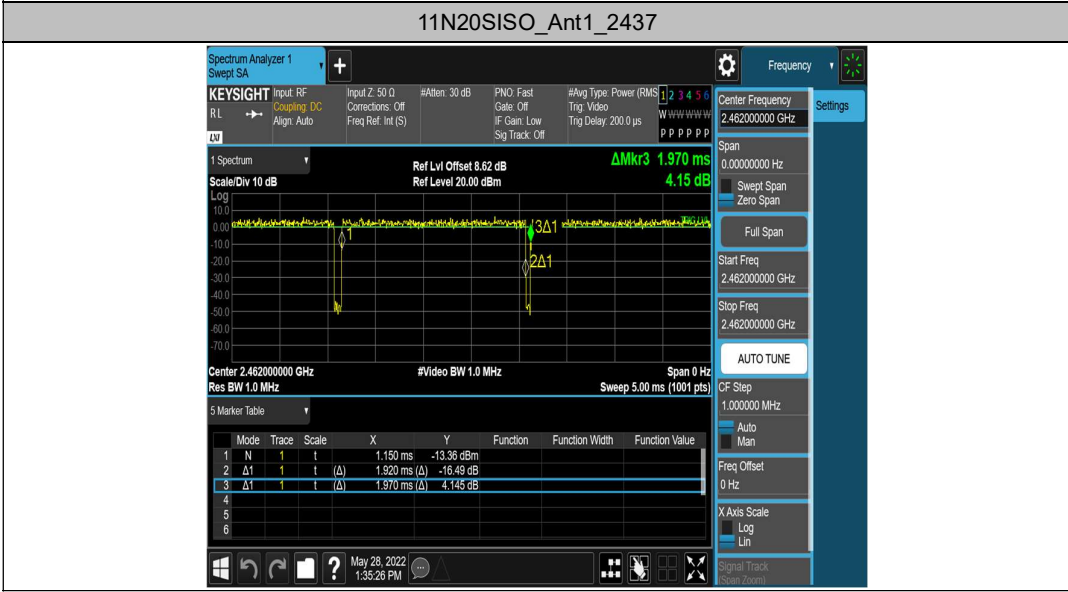 11N20SISO_Ant1_2437
Spectrum Analyzer 1
Swept SA
+
Frequency
KEYSIGHT
RL
LXI
Input: RF
Coupling: DC
Align: Auto
Input Z: 50 Ω
Corrections: Off
Freq Ref: Int (S)
#Atten: 30 dB
PNO: Fast
Gate: Off
IF Gain: Low
Sig Track: Off
#Avg Type: Power (RMS
Trig: Video
Trig Delay: 200.0 µs
1 2 3 4 5 6
W W W W W W
P P P P P P
1 Spectrum
Scale/Div 10 dB
Ref Lvl Offset 8.62 dB
Ref Level 20.00 dBm
ΔMkr3 1.970 ms
4.15 dB
Log
10.0
0.00
-10.0
-20.0
-30.0
-40.0
-50.0
-60.0
-70.0
1
3Δ1
2Δ1
TRIG LVL
Center 2.462000000 GHz
#Video BW 1.0 MHz
Span 0 Hz
Res BW 1.0 MHz
Sweep 5.00 ms (1001 pts)
5 Marker Table
Mode Trace Scale X Y Function Function Width Function Value
1 N 1 t 1.150 ms -13.36 dBm
2 Δ1 1 t (Δ) 1.920 ms (Δ) -16.49 dB
3 Δ1 1 t (Δ) 1.970 ms (Δ) 4.145 dB
4
5
6
?
May 28, 2022
1:35:26 PM
Center Frequency
2.462000000 GHz
Settings
Span
0.00000000 Hz
Swept Span
Zero Span
Full Span
Start Freq
2.462000000 GHz
Stop Freq
2.462000000 GHz
AUTO TUNE
CF Step
1.000000 MHz
Auto
Man
Freq Offset
0 Hz
X Axis Scale
Log
Lin
Signal Track
(Span Zoom)